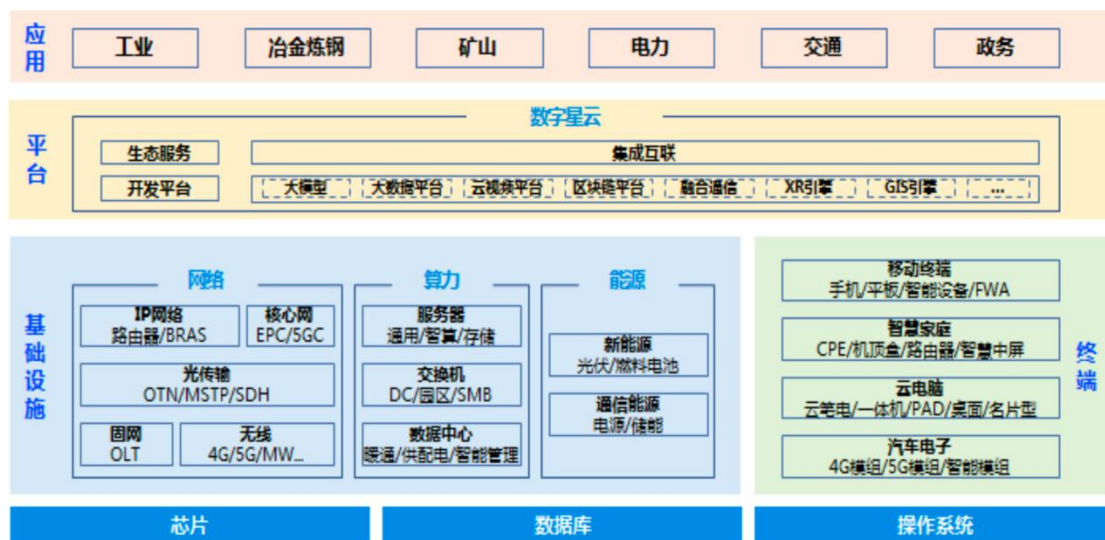 应用
工业
冶金炼钢
矿山
电力
交通
政务
平台
数字星云
生态服务
集成互联
开发平台
大模型
大数据平台
云视频平台
区块链平台
融合通信
XR引擎
GIS引擎
...
基础设施
网络
IP网络
路由器/BRAS
核心网
EPC/5GC
光传输
OTN/MSTP/SDH
固网
OLT
无线
4G/5G/MW...
算力
服务器
通用/智算/存储
交换机
DC/园区/SMB
数据中心
暖通/供配电/智能管理
能源
新能源
光伏/燃料电池
通信能源
电源/储能
终端
移动终端
手机/平板/智能设备/FWA
智慧家庭
CPE/机顶盒/路由器/智慧中屏
云电脑
云笔电/一体机/PAD/桌面/名片型
汽车电子
4G模组/5G模组/智能模组
芯片
数据库
操作系统